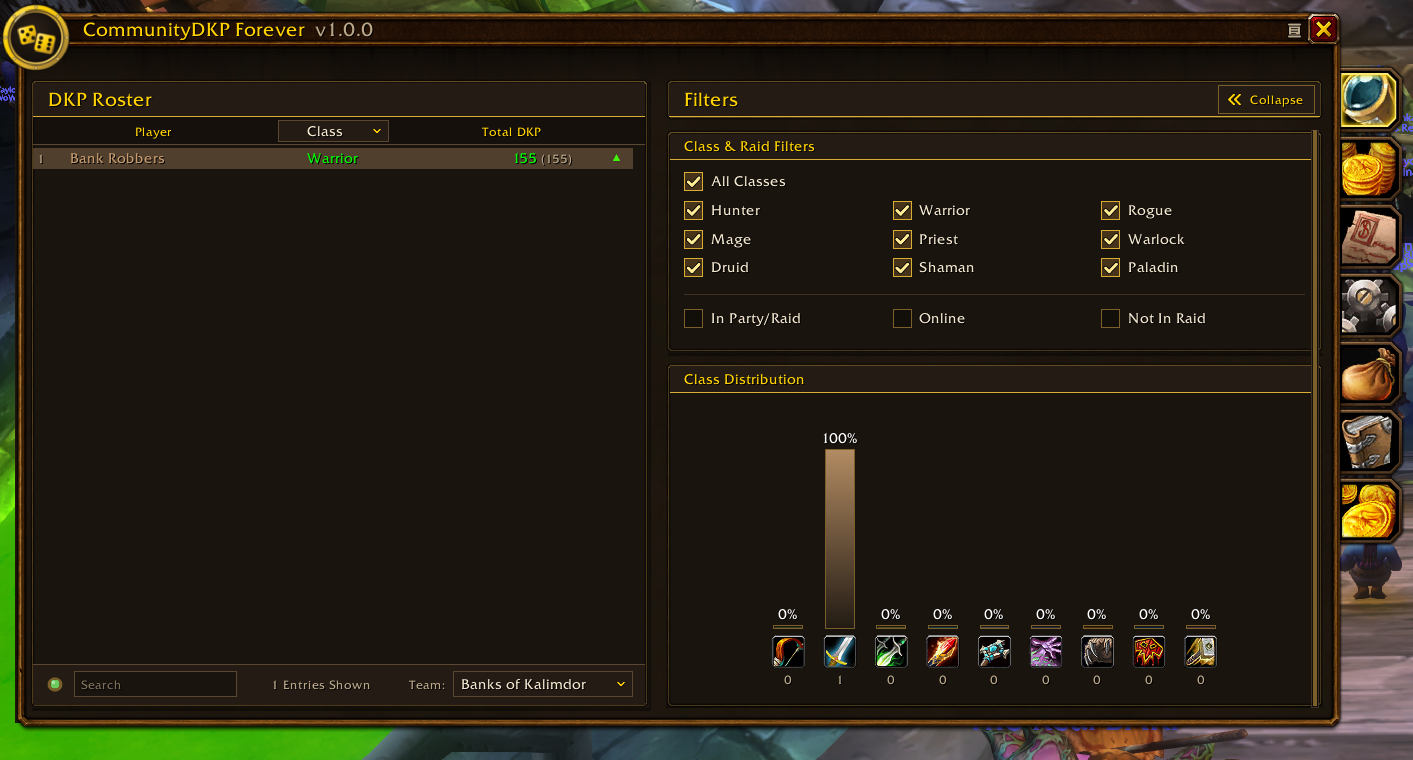 CommunityDKP Forever v1.0.0
DKP Roster
Player Class Total DKP
1 Bank Robbers Warrior 155 (155)
Search
1 Entries Shown
Team: Banks of Kalimdor
Filters
Collapse
Class & Raid Filters
All Classes
Hunter Warrior Rogue
Mage Priest Warlock
Druid Shaman Paladin
In Party/Raid Online Not In Raid
Class Distribution
100%
0% 0% 0% 0% 0% 0% 0% 0%
0 1 0 0 0 0 0 0 0